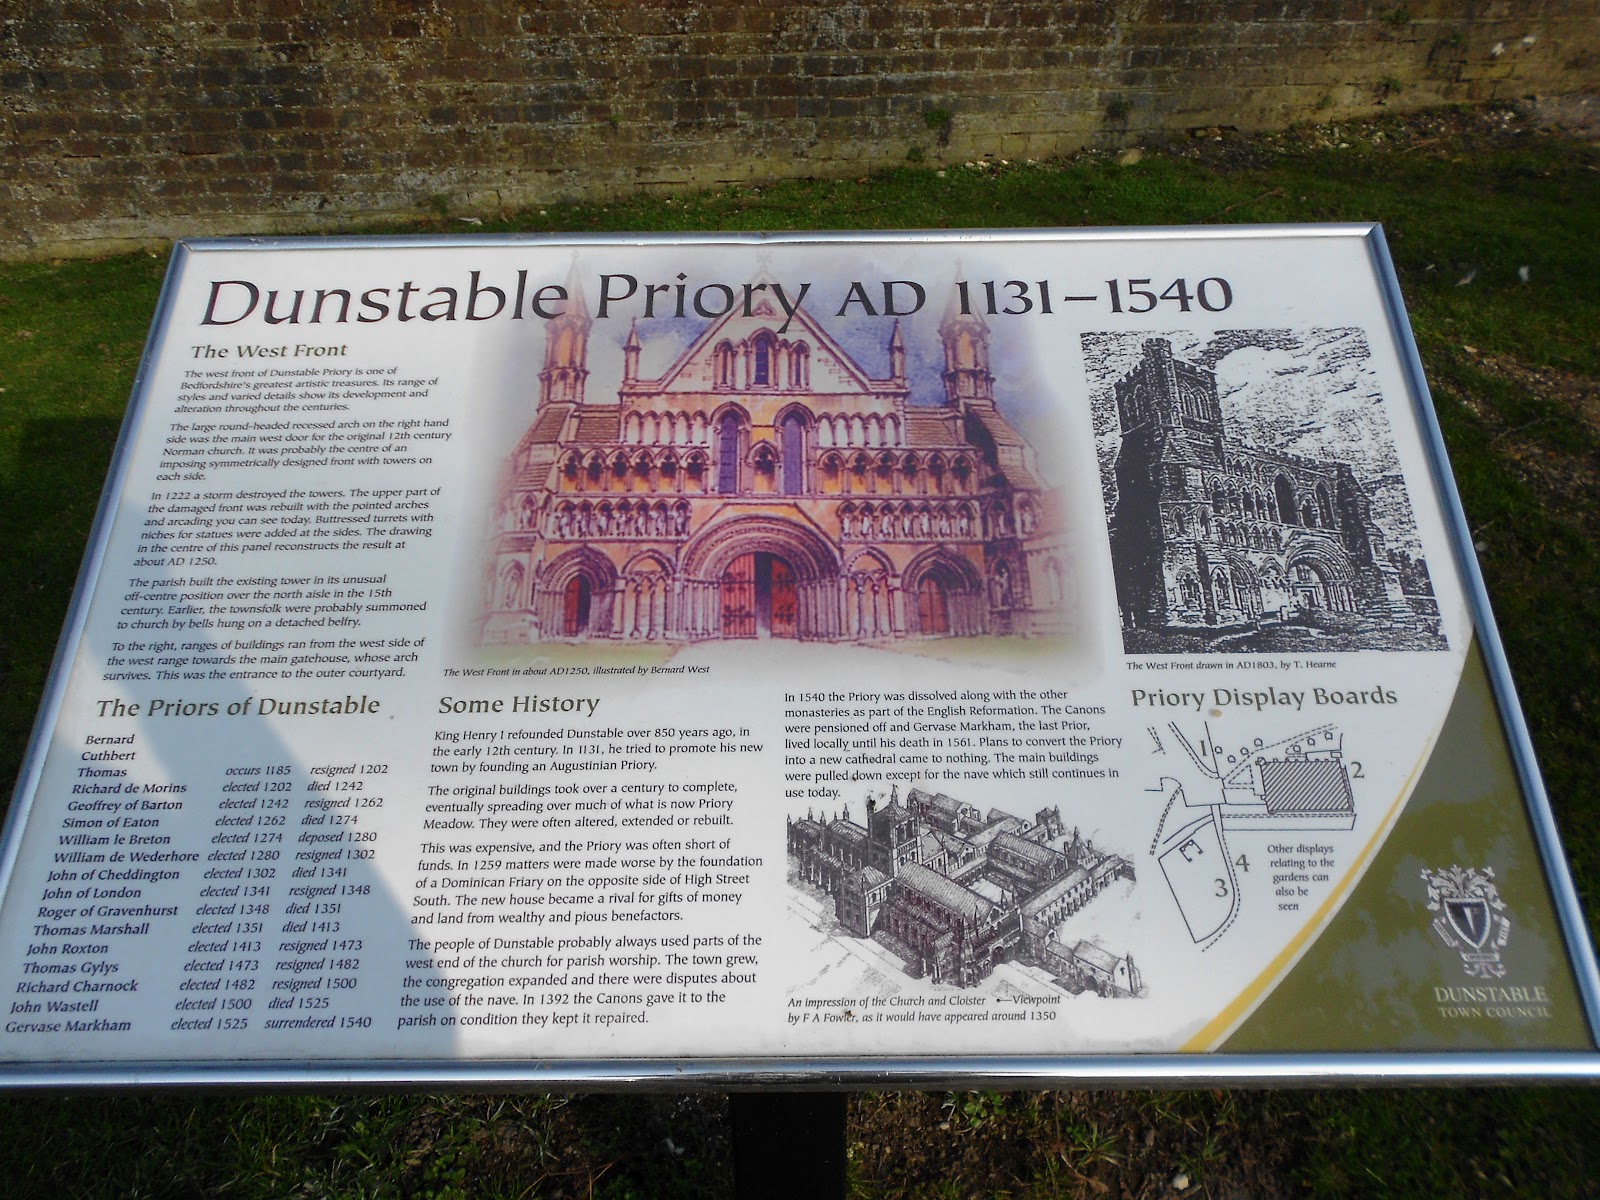 Dunstable Priory AD 1131–1540
The West Front
The west front of Dunstable Priory is one of
Bedfordshire's greatest artistic treasures. Its range of
styles and varied details show its development and
alteration throughout the centuries.
The large round-headed recessed arch on the right hand
side was the main west door for the original 12th century
Norman church. It was probably the centre of an
imposing symmetrically designed front with towers on
each side.
In 1222 a storm destroyed the towers. The upper part of
the damaged front was rebuilt with the pointed arches
and arcading you can see today. Buttressed turrets with
niches for statues were added at the sides. The drawing
in the centre of this panel reconstructs the result at
about AD 1250.
The parish built the existing tower in its unusual
off-centre position over the north aisle in the 15th
century. Earlier, the townsfolk were probably summoned
to church by bells hung on a detached belfry.
To the right, ranges of buildings ran from the west side of
the west range towards the main gatehouse, whose arch
survives. This was the entrance to the outer courtyard.
The West Front in about AD1250, illustrated by Bernard West
The West Front drawn in AD1803, by T. Hearne
The Priors of Dunstable
Bernard
Cuthbert
Thomas occurs 1185 resigned 1202
Richard de Morins elected 1202 died 1242
Geoffrey of Barton elected 1242 resigned 1262
Simon of Eaton elected 1262 died 1274
William le Breton elected 1274 deposed 1280
William de Wederhore elected 1280 resigned 1302
John of Cheddington elected 1302 died 1341
John of London elected 1341 resigned 1348
Roger of Gravenhurst elected 1348 died 1351
Thomas Marshall elected 1351 died 1413
John Roxton elected 1413 resigned 1473
Thomas Gylys elected 1473 resigned 1482
Richard Charnock elected 1482 resigned 1500
John Wastell elected 1500 died 1525
Gervase Markham elected 1525 surrendered 1540
Some History
King Henry I refounded Dunstable over 850 years ago, in
the early 12th century. In 1131, he tried to promote his new
town by founding an Augustinian Priory.
The original buildings took over a century to complete,
eventually spreading over much of what is now Priory
Meadow. They were often altered, extended or rebuilt.
This was expensive, and the Priory was often short of
funds. In 1259 matters were made worse by the foundation
of a Dominican Friary on the opposite side of High Street
South. The new house became a rival for gifts of money
and land from wealthy and pious benefactors.
The people of Dunstable probably always used parts of the
west end of the church for parish worship. The town grew,
the congregation expanded and there were disputes about
the use of the nave. In 1392 the Canons gave it to the
parish on condition they kept it repaired.
In 1540 the Priory was dissolved along with the other
monasteries as part of the English Reformation. The Canons
were pensioned off and Gervase Markham, the last Prior,
lived locally until his death in 1561. Plans to convert the Priory
into a new cathedral came to nothing. The main buildings
were pulled down except for the nave which still continues in
use today.
An impression of the Church and Cloister •—Viewpoint
by F A Fowler, as it would have appeared around 1350
Priory Display Boards
1
2
3
4
Other displays
relating to the
gardens can
also be
seen
DUNSTABLE
TOWN COUNCIL